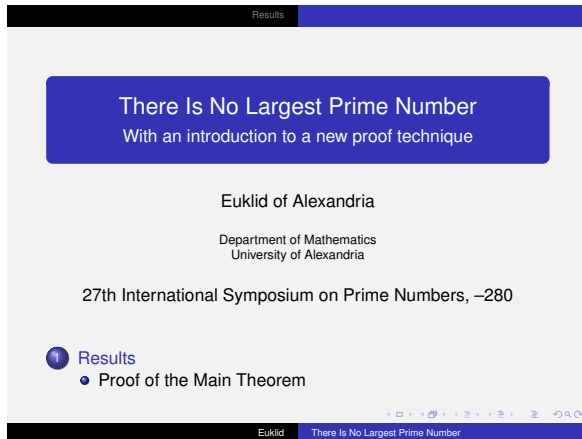 Results
There Is No Largest Prime Number
With an introduction to a new proof technique
Euklid of Alexandria
Department of Mathematics
University of Alexandria
27th International Symposium on Prime Numbers, –280
1 Results
Proof of the Main Theorem
Euklid There Is No Largest Prime Number